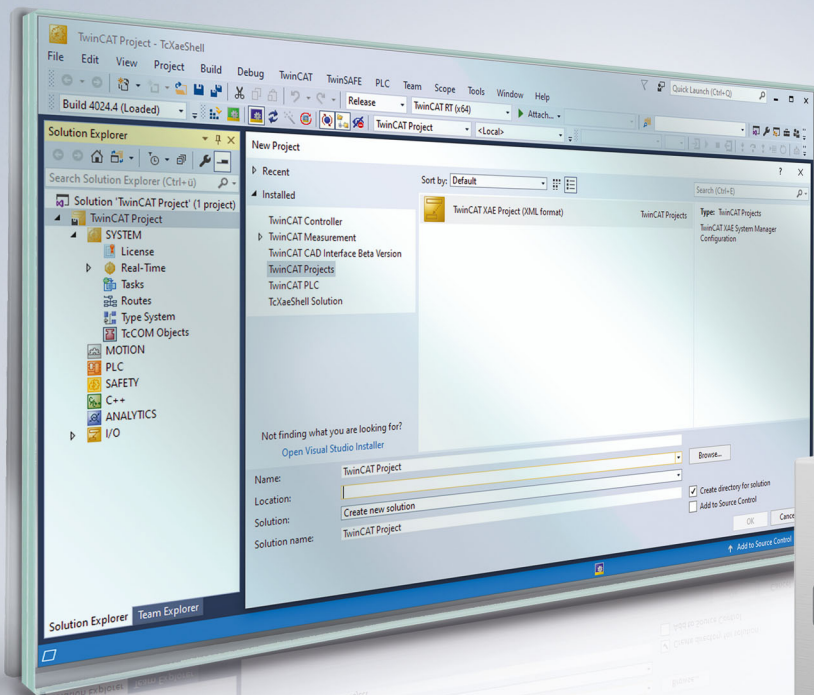 TwinCAT Project - TcXaeShell
File Edit View Project Build Debug TwinCAT TwinSAFE PLC Team Scope Tools Window Help
Quick Launch (Ctrl+Q)
Release TwinCAT RT (x64) Attach...
Build 4024.4 (Loaded) TwinCAT Project <Local>
Solution Explorer
Search Solution Explorer (Ctrl+ü)
Solution 'TwinCAT Project' (1 project)
TwinCAT Project
SYSTEM
License
Real-Time
Tasks
Routes
Type System
TcCOM Objects
MOTION
PLC
SAFETY
C++
ANALYTICS
I/O
Solution Explorer Team Explorer
New Project
? X
Recent
Installed
TwinCAT Controller
TwinCAT Measurement
TwinCAT CAD Interface Beta Version
TwinCAT Projects
TwinCAT PLC
TcXaeShell Solution
Not finding what you are looking for?
Open Visual Studio Installer
Sort by: Default
TwinCAT XAE Project (XML format) TwinCAT Projects
Search (Ctrl+E)
Type: TwinCAT Projects
TwinCAT XAE System Manager
Configuration
Name: TwinCAT Project
Location:
Browse...
Solution: Create new solution
Solution name: TwinCAT Project
Create directory for solution
Add to Source Control
OK
Add to Source Control